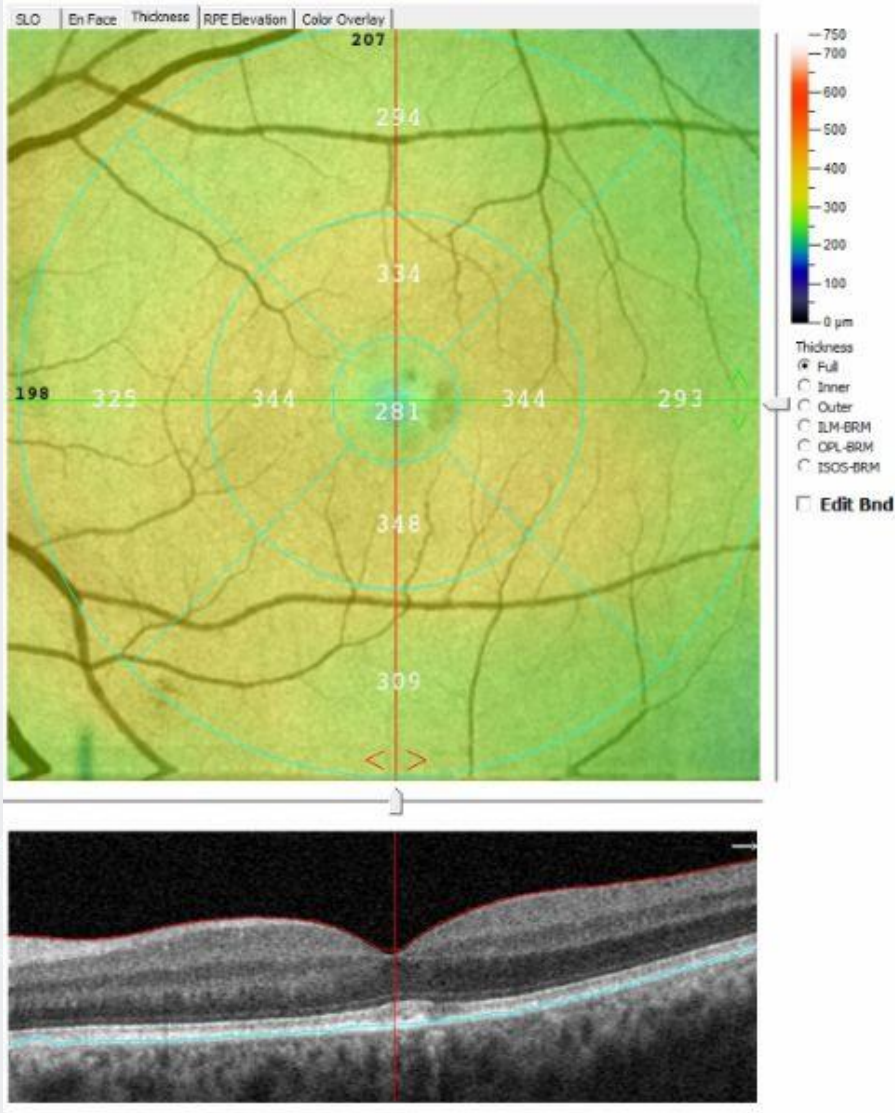 SLO En Face Thickness RPE Elevation Color Overlay
207
294
334
198 325 344 281 344 293
348
309
< >
750
700
600
500
400
300
200
100
0 µm
Thickness
Full
Inner
Outer
ILM-BRM
OPL-BRM
ISOS-BRM
Edit Bnd